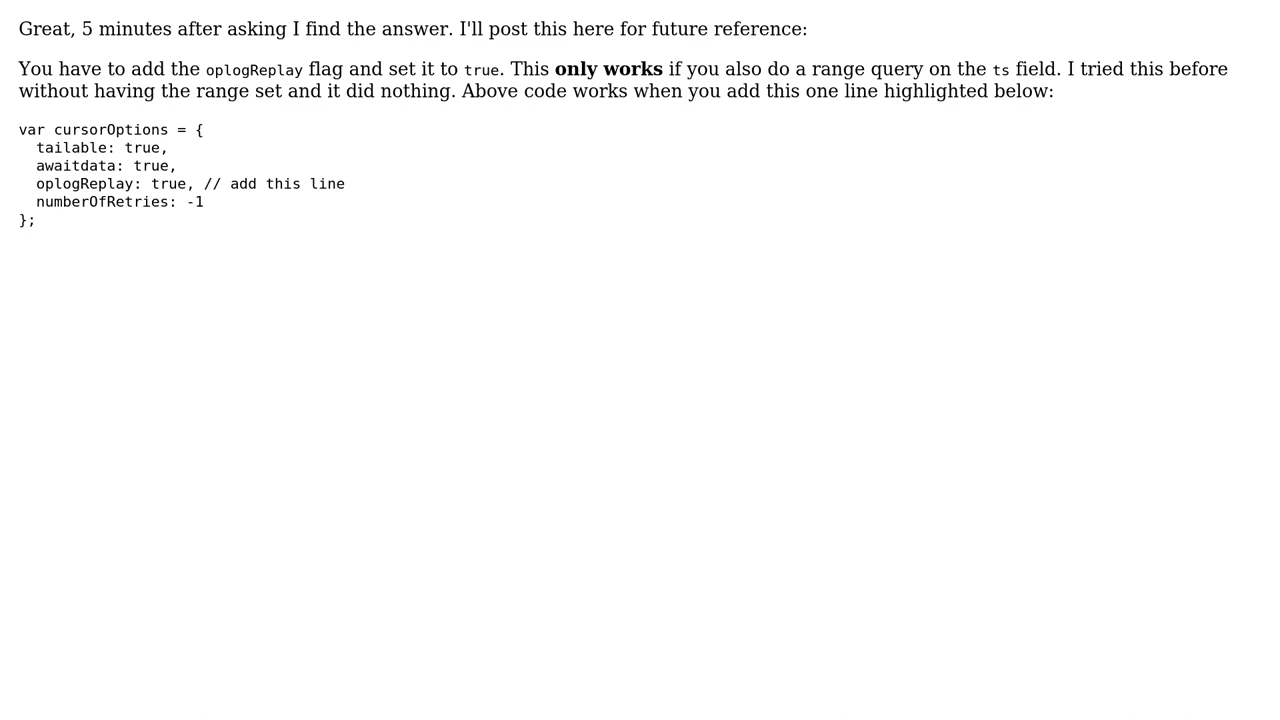 Great, 5 minutes after asking I find the answer. I'll post this here for future reference:
You have to add the oplogReplay flag and set it to true. This only works if you also do a range query on the ts field. I tried this before
without having the range set and it did nothing. Above code works when you add this one line highlighted below:
var cursorOptions = {
  tailable: true,
  awaitdata: true,
  oplogReplay: true, // add this line
  numberOfRetries: -1
};